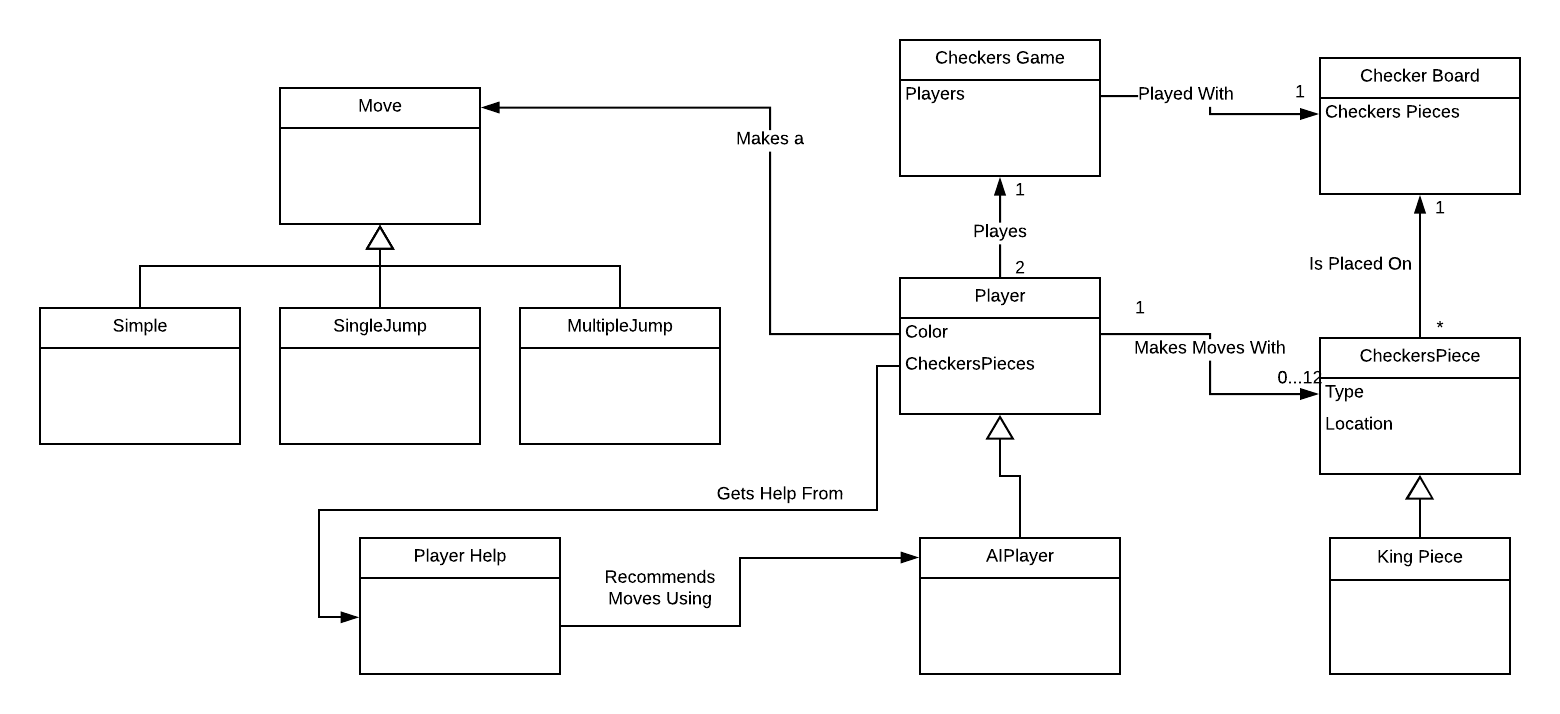 Checkers Game
Players
Played With
1
Checker Board
Checkers Pieces
Move
Makes a
1
Playes
2
1
Is Placed On
*
Simple
SingleJump
MultipleJump
Player
Color
CheckersPieces
1
Makes Moves With
0...12
CheckersPiece
Type
Location
Gets Help From
Player Help
Recommends
Moves Using
AIPlayer
King Piece